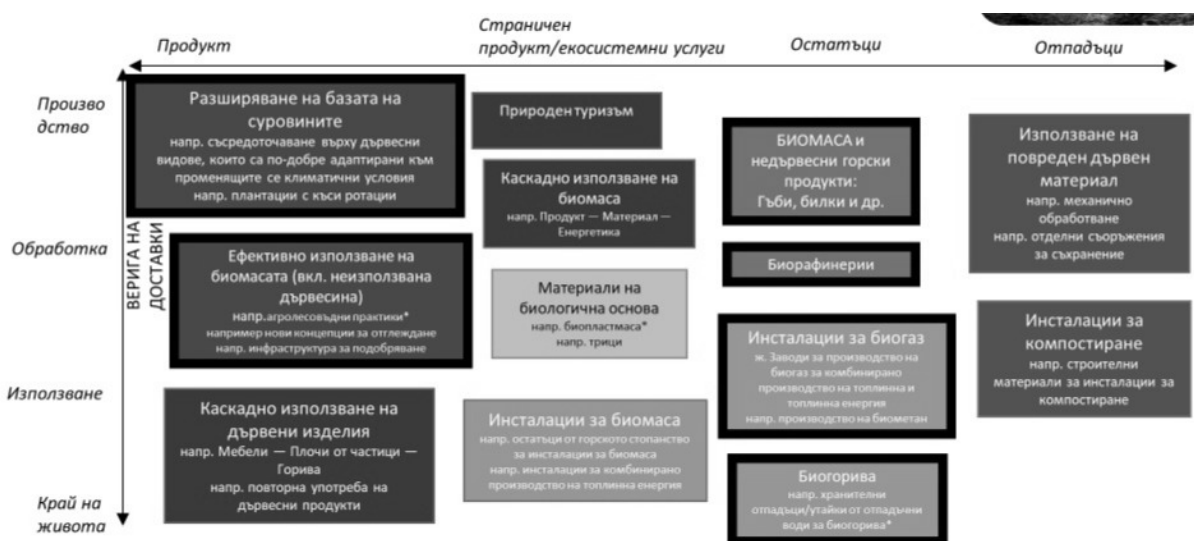 Продукт
Страничен
продукт/екосистемни услуги
Остатъци
Отпадъци
Произво
дство
Обработка
Използване
Край на
живота
ВЕРИГА НА
ДОСТАВКИ
Разширяване на базата на
суровините
напр. съсредоточаване върху дървесни
видове, които са по-добре адаптирани към
променящите се климатични условия
напр. плантации с къси ротации
Ефективно използване на
биомасата (вкл. неизползвана
дървесина)
напр.агролесовъдни практики*
например нови концепции за отглеждане
напр. инфраструктура за подобряване
Каскадно използване на
дървени изделия
напр. Мебели — Плочи от частици —
Горива
напр. повторна употреба на
дървесни продукти
Природен туризъм
Каскадно използване на
биомаса
напр. Продукт — Материал —
Енергетика
Материали на
биологична основа
напр. биопластмаса*
напр. трици
Инсталации за биомаса
напр. остатъци от горското стопанство
за инсталации за биомаса
напр. инсталации за комбинирано
производство на топлинна енергия
БИОМАСА и
недървесни горски
продукти:
Гъби, билки и др.
Биорафинерии
Инсталации за биогаз
ж. Заводи за производство на
биогаз за комбинирано
производство на топлинна и
топлинна енергия
напр. производство на биометан
Биогорива
напр. хранителни
отпадъци/утайки от отпадъчни
води за биогорива*
Използване на
повреден дървен
материал
напр. механично
обработване
напр. отделни съоръжения
за съхранение
Инсталации за
компостиране
напр. строителни
материали за инсталации за
компостиране